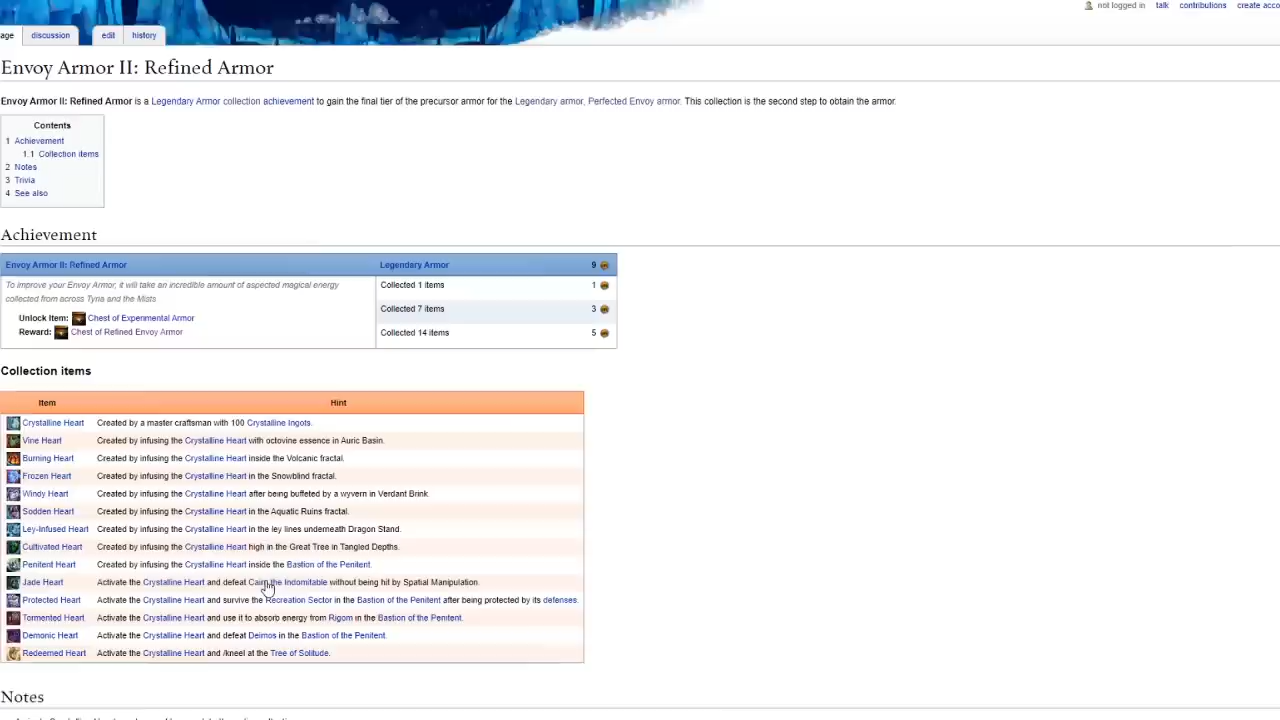 not logged in talk contributions create acco
age discussion edit history
Envoy Armor II: Refined Armor
Envoy Armor II: Refined Armor is a Legendary Armor collection achievement to gain the final tier of the precursor armor for the Legendary armor, Perfected Envoy armor. This collection is the second step to obtain the armor.
Contents
1 Achievement
1.1 Collection items
2 Notes
3 Trivia
4 See also
Achievement
Envoy Armor II: Refined Armor Legendary Armor 9
To improve your Envoy Armor, it will take an incredible amount of aspected magical energy
collected from across Tyria and the Mists
Unlock Item: Chest of Experimental Armor
Reward: Chest of Refined Envoy Armor
Collected 1 items 1
Collected 7 items 3
Collected 14 items 5
Collection items
Item Hint
Crystalline Heart Created by a master craftsman with 100 Crystalline Ingots.
Vine Heart Created by infusing the Crystalline Heart with octovine essence in Auric Basin.
Burning Heart Created by infusing the Crystalline Heart inside the Volcanic fractal.
Frozen Heart Created by infusing the Crystalline Heart in the Snowblind fractal.
Windy Heart Created by infusing the Crystalline Heart after being buffeted by a wyvern in Verdant Brink.
Sodden Heart Created by infusing the Crystalline Heart in the Aquatic Ruins fractal.
Ley-Infused Heart Created by infusing the Crystalline Heart in the ley lines underneath Dragon Stand.
Cultivated Heart Created by infusing the Crystalline Heart high in the Great Tree in Tangled Depths.
Penitent Heart Created by infusing the Crystalline Heart inside the Bastion of the Penitent.
Jade Heart Activate the Crystalline Heart and defeat Cairn the Indomitable without being hit by Spatial Manipulation.
Protected Heart Activate the Crystalline Heart and survive the Recreation Sector in the Bastion of the Penitent after being protected by its defenses.
Tormented Heart Activate the Crystalline Heart and use it to absorb energy from Rigom in the Bastion of the Penitent.
Demonic Heart Activate the Crystalline Heart and defeat Deimos in the Bastion of the Penitent.
Redeemed Heart Activate the Crystalline Heart and /kneel at the Tree of Solitude.
Notes